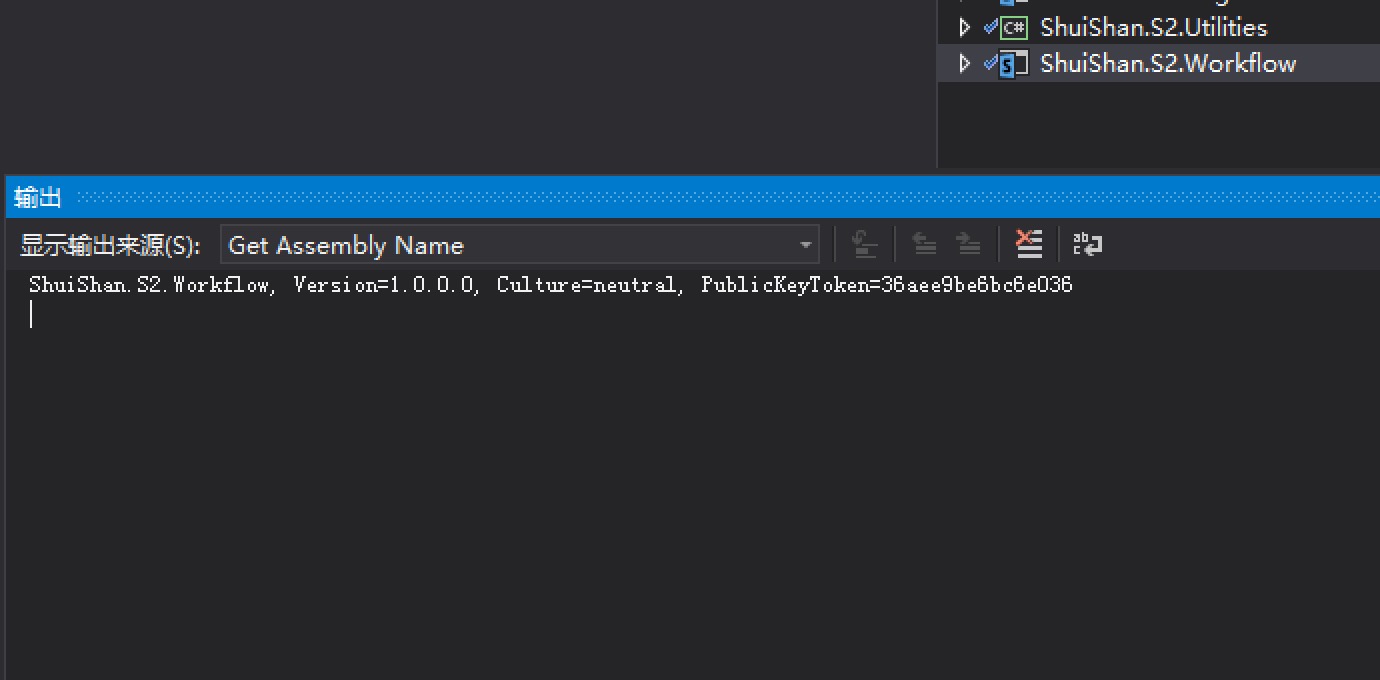 ShuiShan.S2.Utilities
ShuiShan.S2.Workflow
输出
显示输出来源(S):
Get Assembly Name
ShuiShan.S2.Workflow, Version=1.0.0.0, Culture=neutral, PublicKeyToken=36aee9be6bc6e036